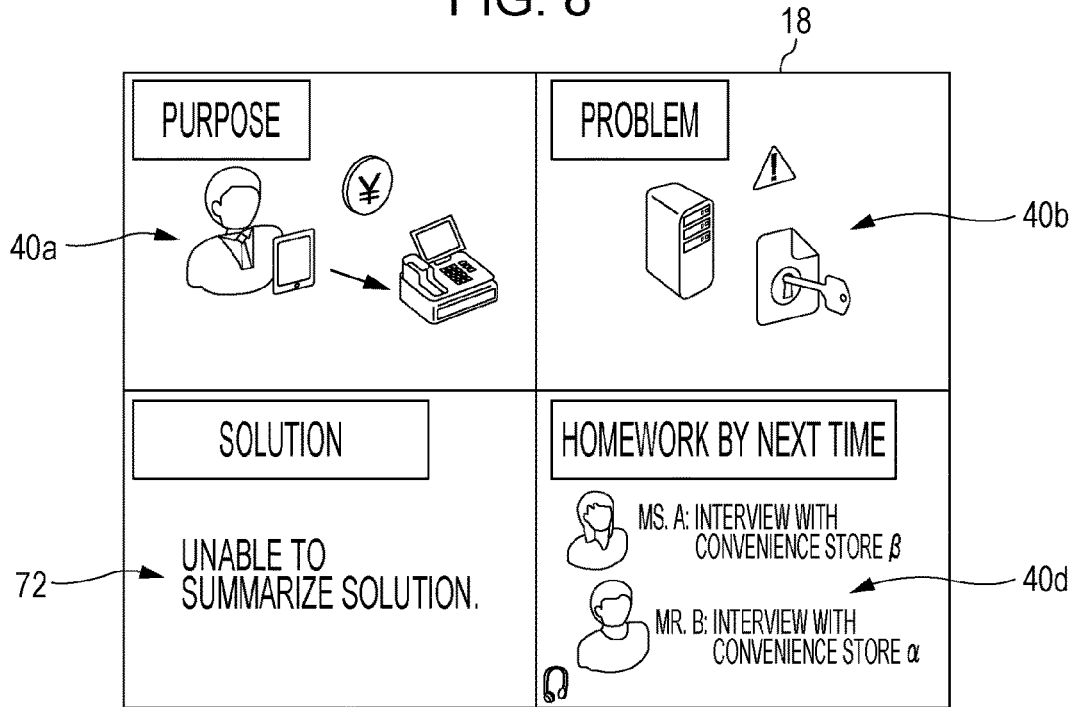 FIG. 8
18
PURPOSE
PROBLEM
¥
!
40a
40b
SOLUTION
HOMEWORK BY NEXT TIME
UNABLE TO
SUMMARIZE SOLUTION.
72
MS. A: INTERVIEW WITH
CONVENIENCE STORE β
40d
MR. B: INTERVIEW WITH
CONVENIENCE STORE α